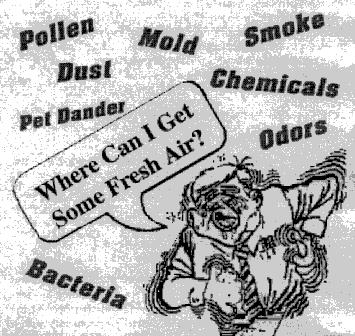 Pollen
Mold
Smoke
Dust
Chemicals
Pet Dander
Odors
Where Can I Get
Some Fresh Air?
Bacteria